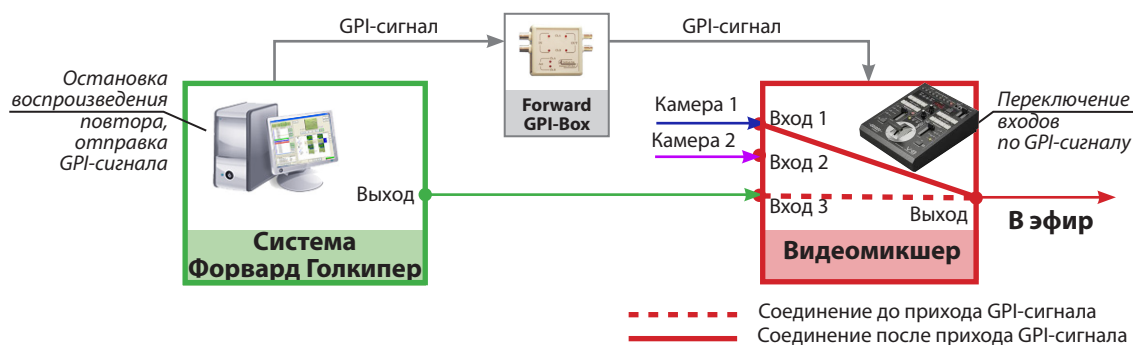 GPI-сигнал
GPI-сигнал
Остановка
воспроизведения
повтора,
отправка
GPI-сигнала
Forward
GPI-Box
Камера 1
Камера 2
Вход 1
Вход 2
Вход 3
Переключение
входов
по GPI-сигналу
Выход
Выход
В эфир
Система
Форвард Голкипер
Видеомикшер
Соединение до прихода GPI-сигнала
Соединение после прихода GPI-сигнала